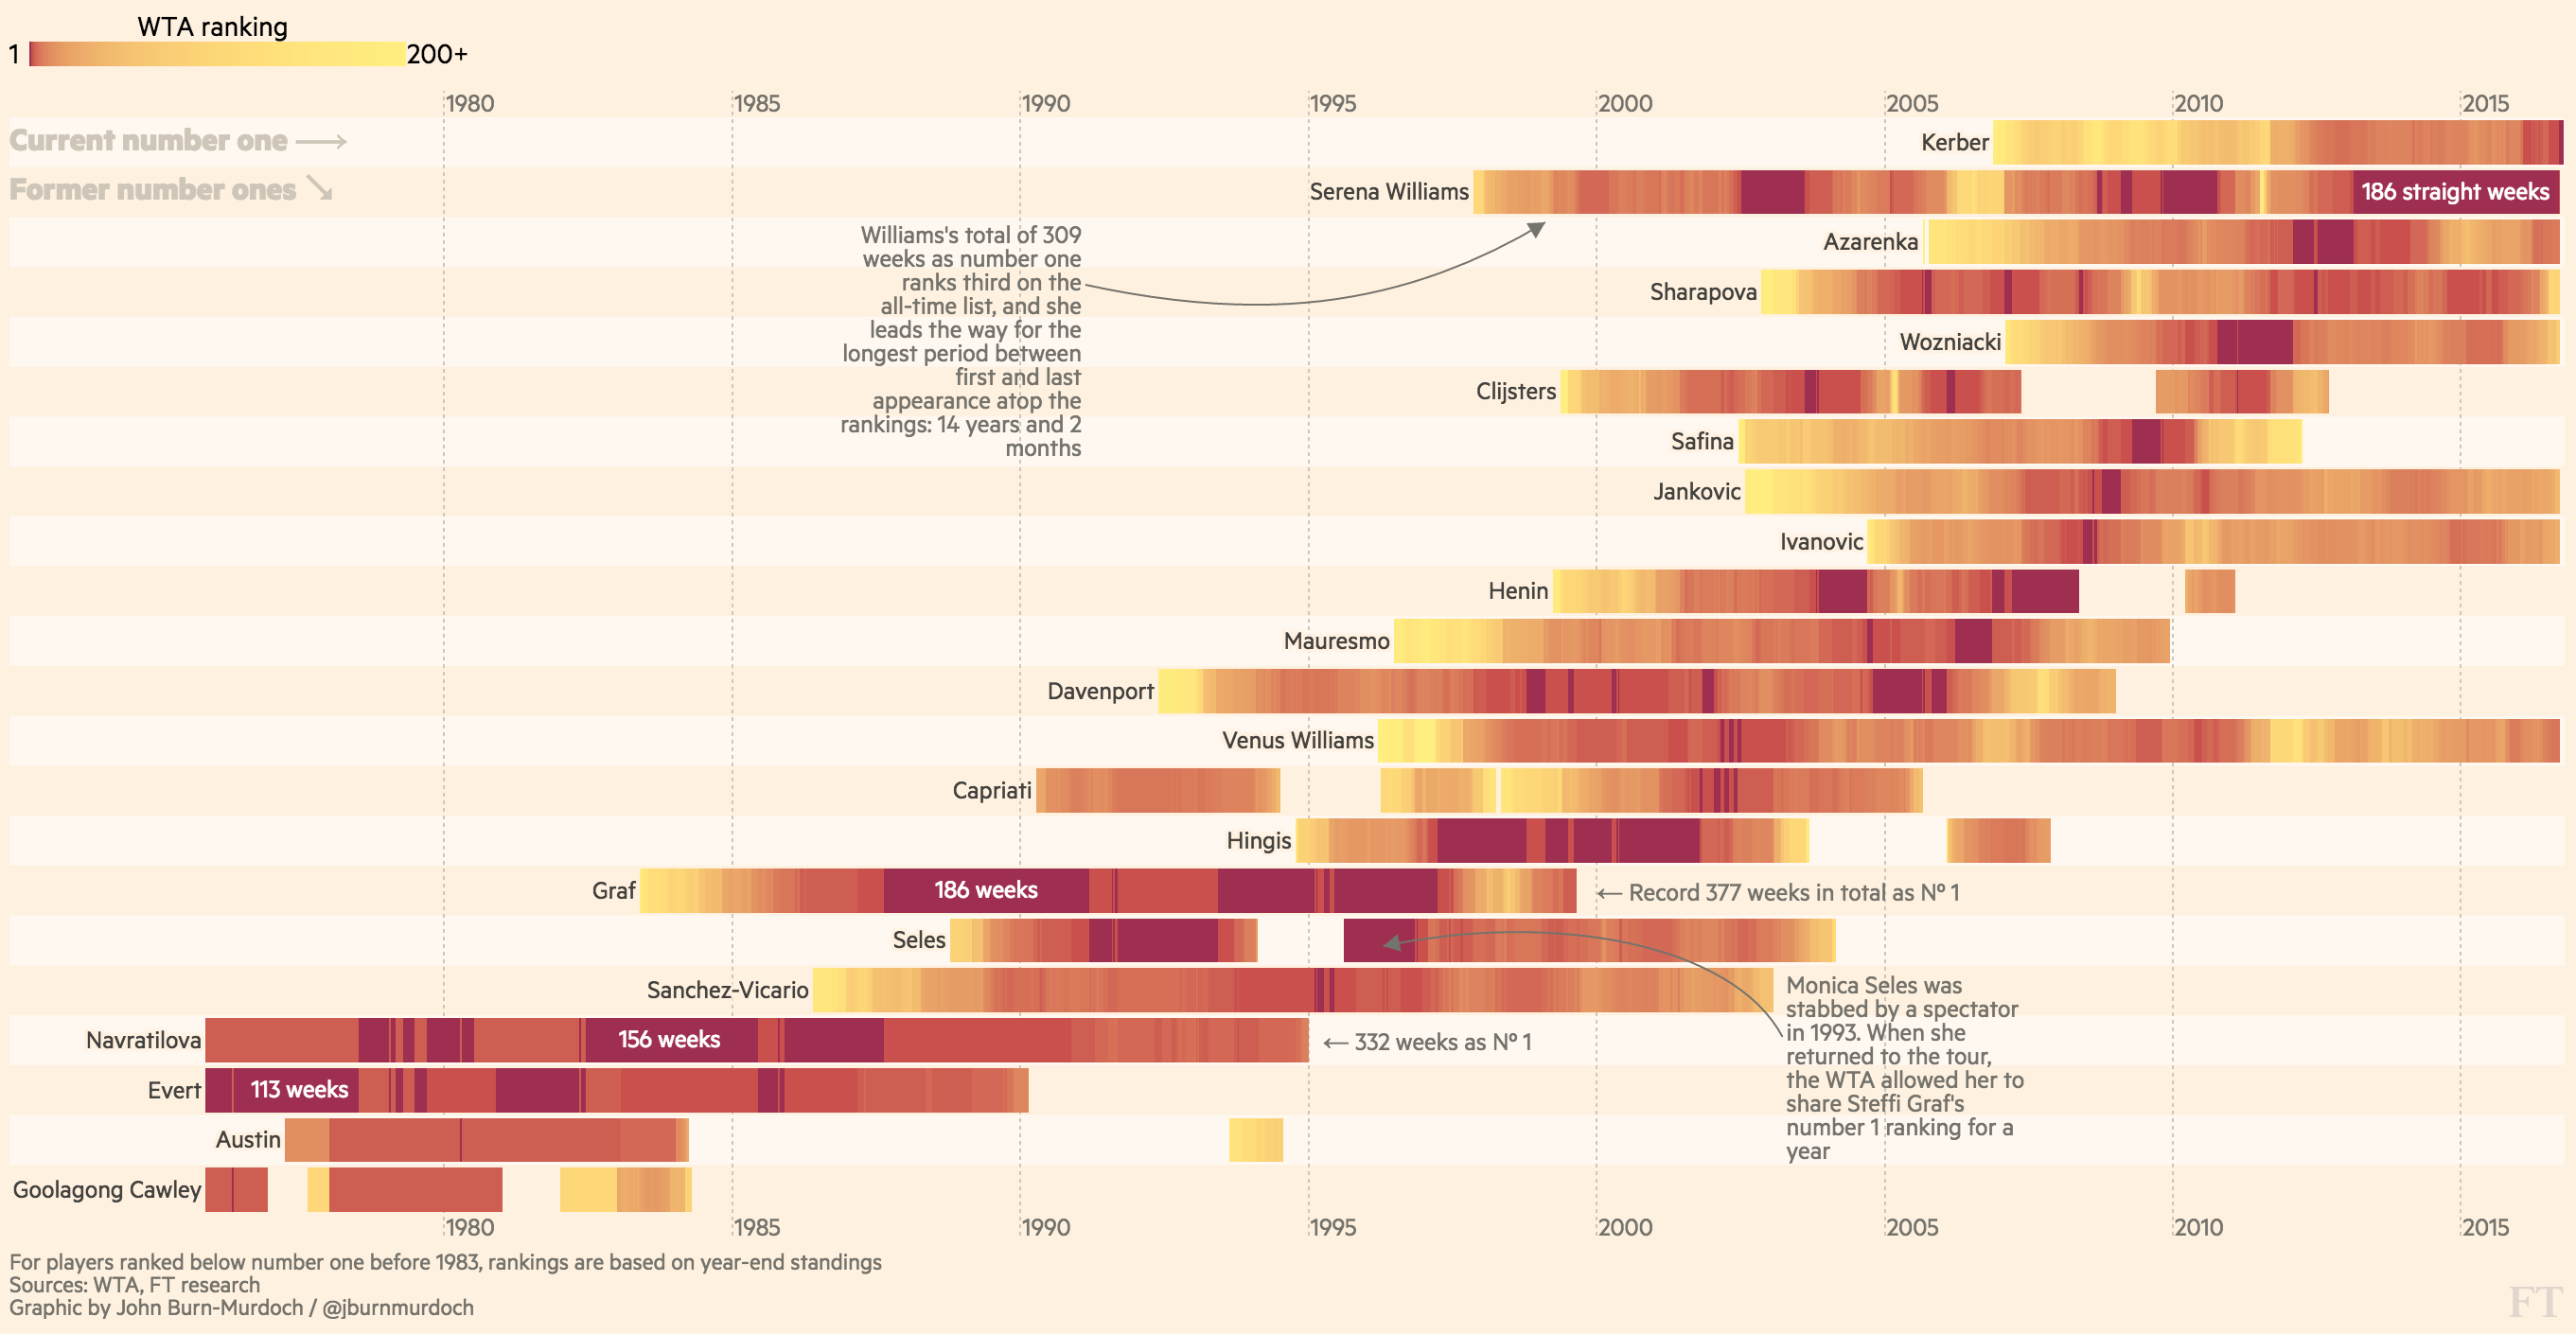 WTA ranking
1 200+
1980 1985 1990 1995 2000 2005 2010 2015
Current number one →
Kerber
Former number ones ↘
Serena Williams
186 straight weeks
Williams's total of 309
weeks as number one
ranks third on the
all-time list, and she
leads the way for the
longest period between
first and last
appearance atop the
rankings: 14 years and 2
months
Azarenka
Sharapova
Wozniacki
Clijsters
Safina
Jankovic
Ivanovic
Henin
Mauresmo
Davenport
Venus Williams
Capriati
Hingis
Graf
186 weeks
← Record 377 weeks in total as Nº 1
Seles
Sanchez-Vicario
Monica Seles was
stabbed by a spectator
in 1993. When she
returned to the tour,
the WTA allowed her to
share Steffi Graf's
number 1 ranking for a
year
Navratilova
156 weeks
← 332 weeks as Nº 1
Evert
113 weeks
Austin
Goolagong Cawley
1980 1985 1990 1995 2000 2005 2010 2015
For players ranked below number one before 1983, rankings are based on year-end standings
Sources: WTA, FT research
Graphic by John Burn-Murdoch / @jburnmurdoch
FT